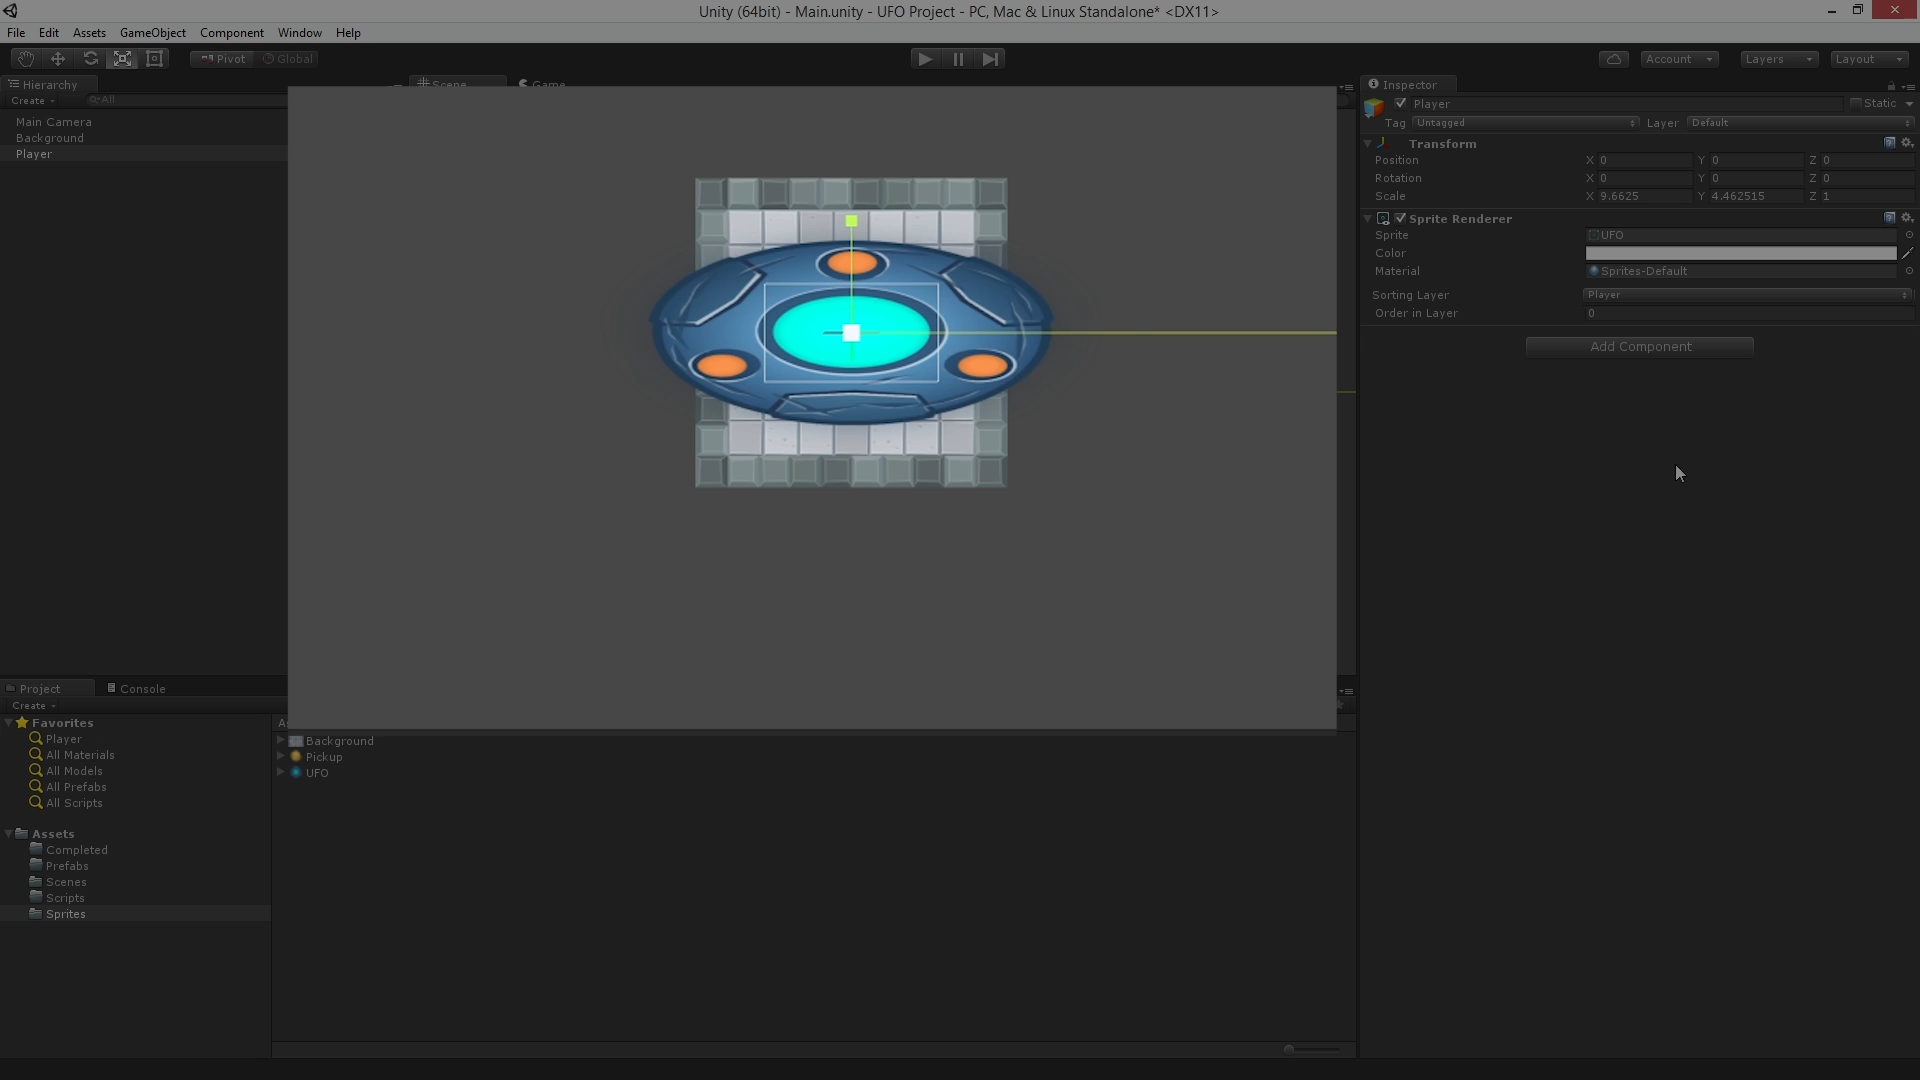 Unity (64bit) - Main.unity - UFO Project - PC, Mac & Linux Standalone* <DX11>
File Edit Assets GameObject Component Window Help
Pivot Global Account Layers Layout
Hierarchy Scene Game Inspector
Create All
Main Camera
Background
Player
Player Static
Tag Untagged Layer Default
Transform
Position X 0 Y 0 Z 0
Rotation X 0 Y 0 Z 0
Scale X 9.6625 Y 4.462515 Z 1
Sprite Renderer
Sprite UFO
Color
Material Sprites-Default
Sorting Layer Player
Order in Layer 0
Add Component
Project Console
Create
Favorites
Player
All Materials
All Models
All Prefabs
All Scripts
Assets
Completed
Prefabs
Scenes
Scripts
Sprites
Background
Pickup
UFO